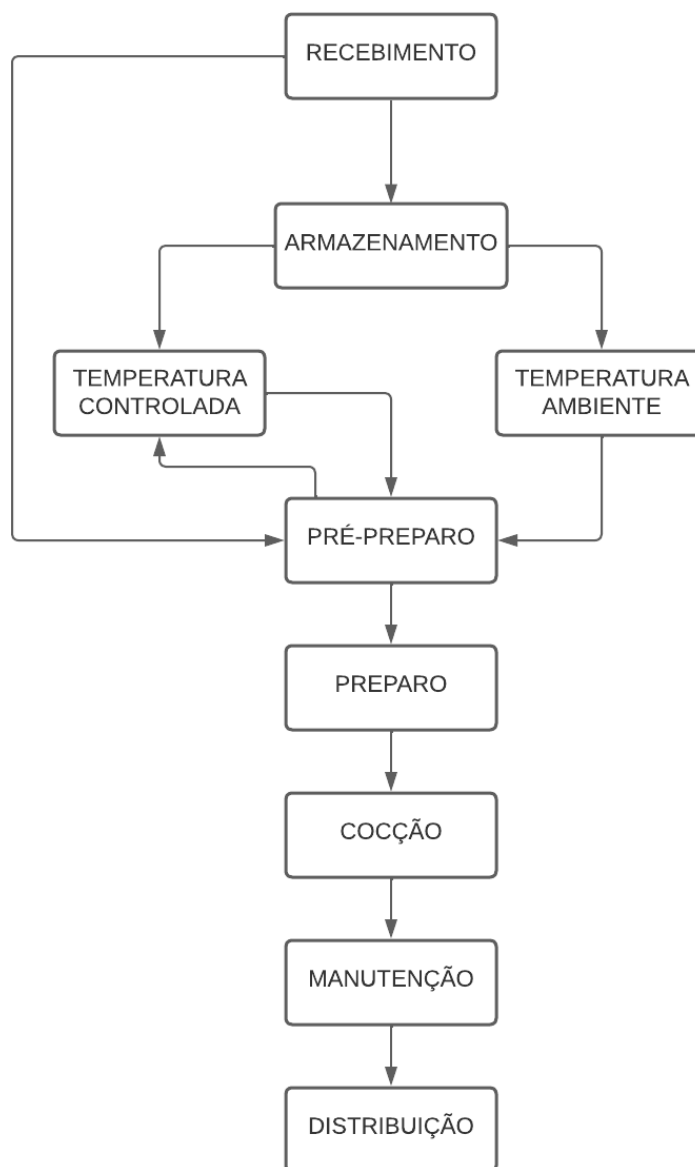 RECEBIMENTO
ARMAZENAMENTO
TEMPERATURA
CONTROLADA
TEMPERATURA
AMBIENTE
PRÉ-PREPARO
PREPARO
COCÇÃO
MANUTENÇÃO
DISTRIBUIÇÃO